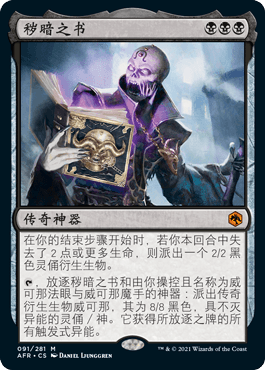 秽暗之书
传奇神器
在你的结束步骤开始时，若你本回合中失
去了 2 点或更多生命，则派出一个 2/2 黑
色灵俑衍生生物。
，放逐秽暗之书和由你操控且名称为威
可那法眼与威可那魔手的神器：派出传奇
衍生生物威可那，其为 8/8 黑色，具不灭
异能的灵俑／神。它获得所放逐之牌的所
有触发式异能。
091/281 M
AFR • CS DANIEL LJUNGGREN
™ & © 2021 Wizards of the Coast